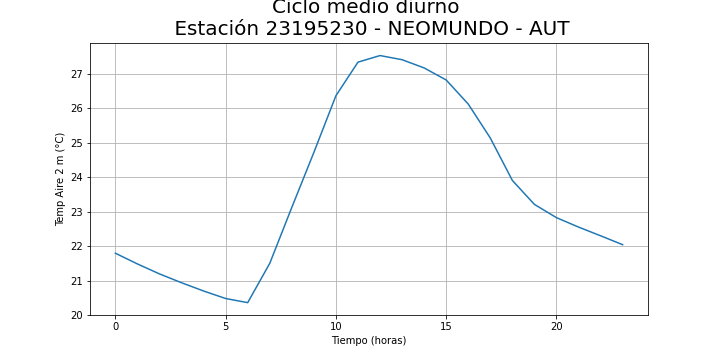 Ciclo medio diurno
Estación 23195230 - NEOMUNDO - AUT
27
26
25
24
23
22
21
20
Temp Aire 2 m (°C)
0 5 10 15 20
Tiempo (horas)